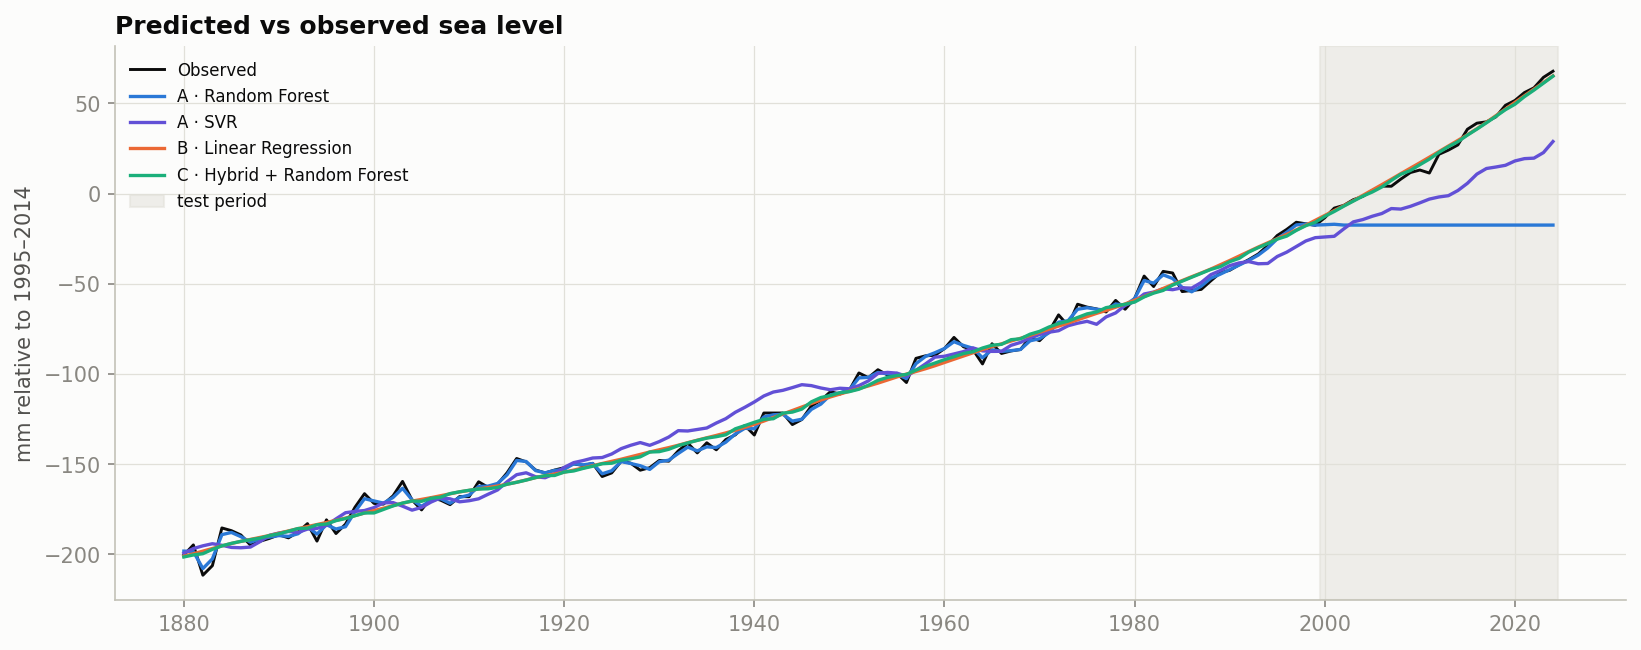 Predicted vs observed sea level
Observed
A · Random Forest
A · SVR
B · Linear Regression
C · Hybrid + Random Forest
test period
mm relative to 1995–2014
50
0
−50
−100
−150
−200
1880
1900
1920
1940
1960
1980
2000
2020